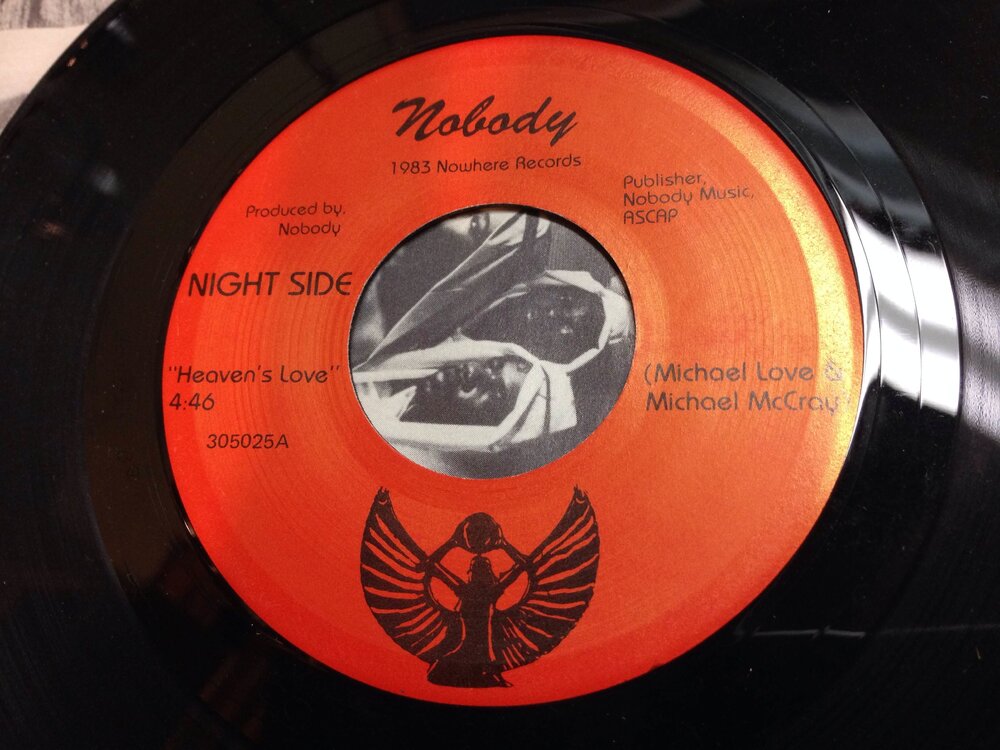 Nobody
1983 Nowhere Records
Produced by,
Nobody
Publisher,
Nobody Music,
ASCAP
NIGHT SIDE
"Heaven's Love"
4:46
305025A
(Michael Love &
Michael McCray